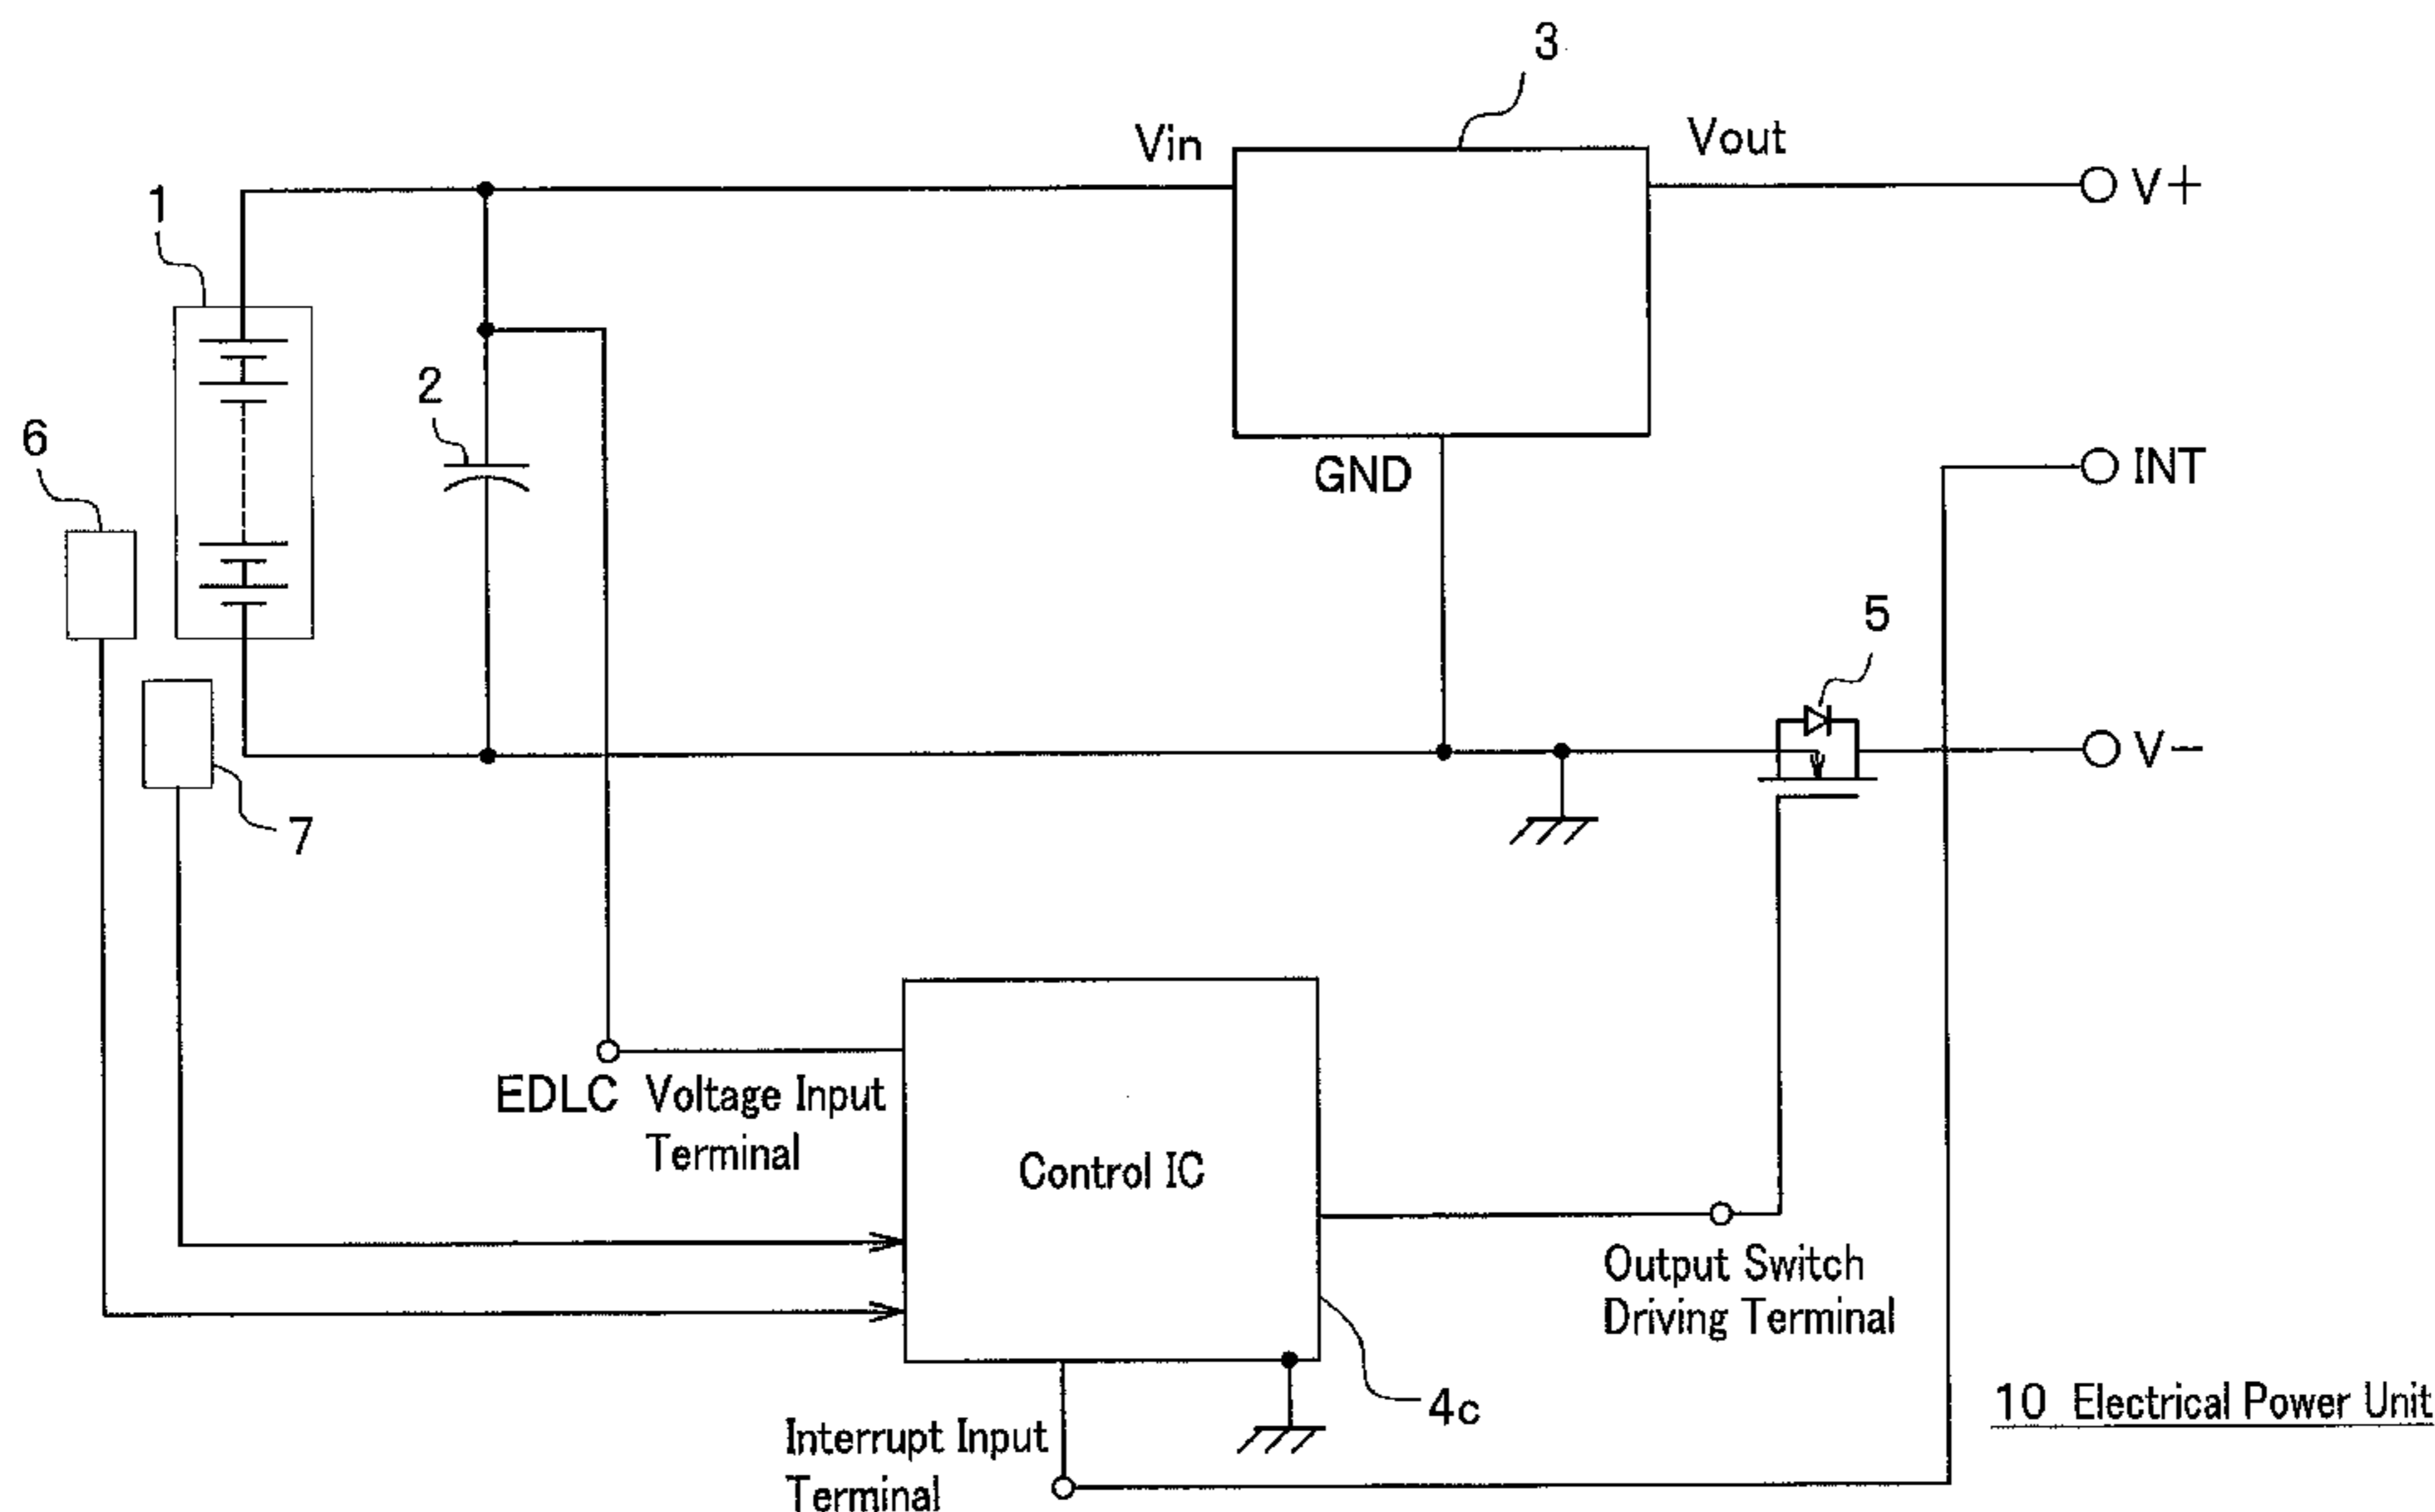 3
Vin
Vout
V+
1
2
6
GND
INT
5
V-
7
EDLC Voltage Input
Terminal
Control IC
Output Switch
Driving Terminal
4c
10 Electrical Power Unit
Interrupt Input
Terminal